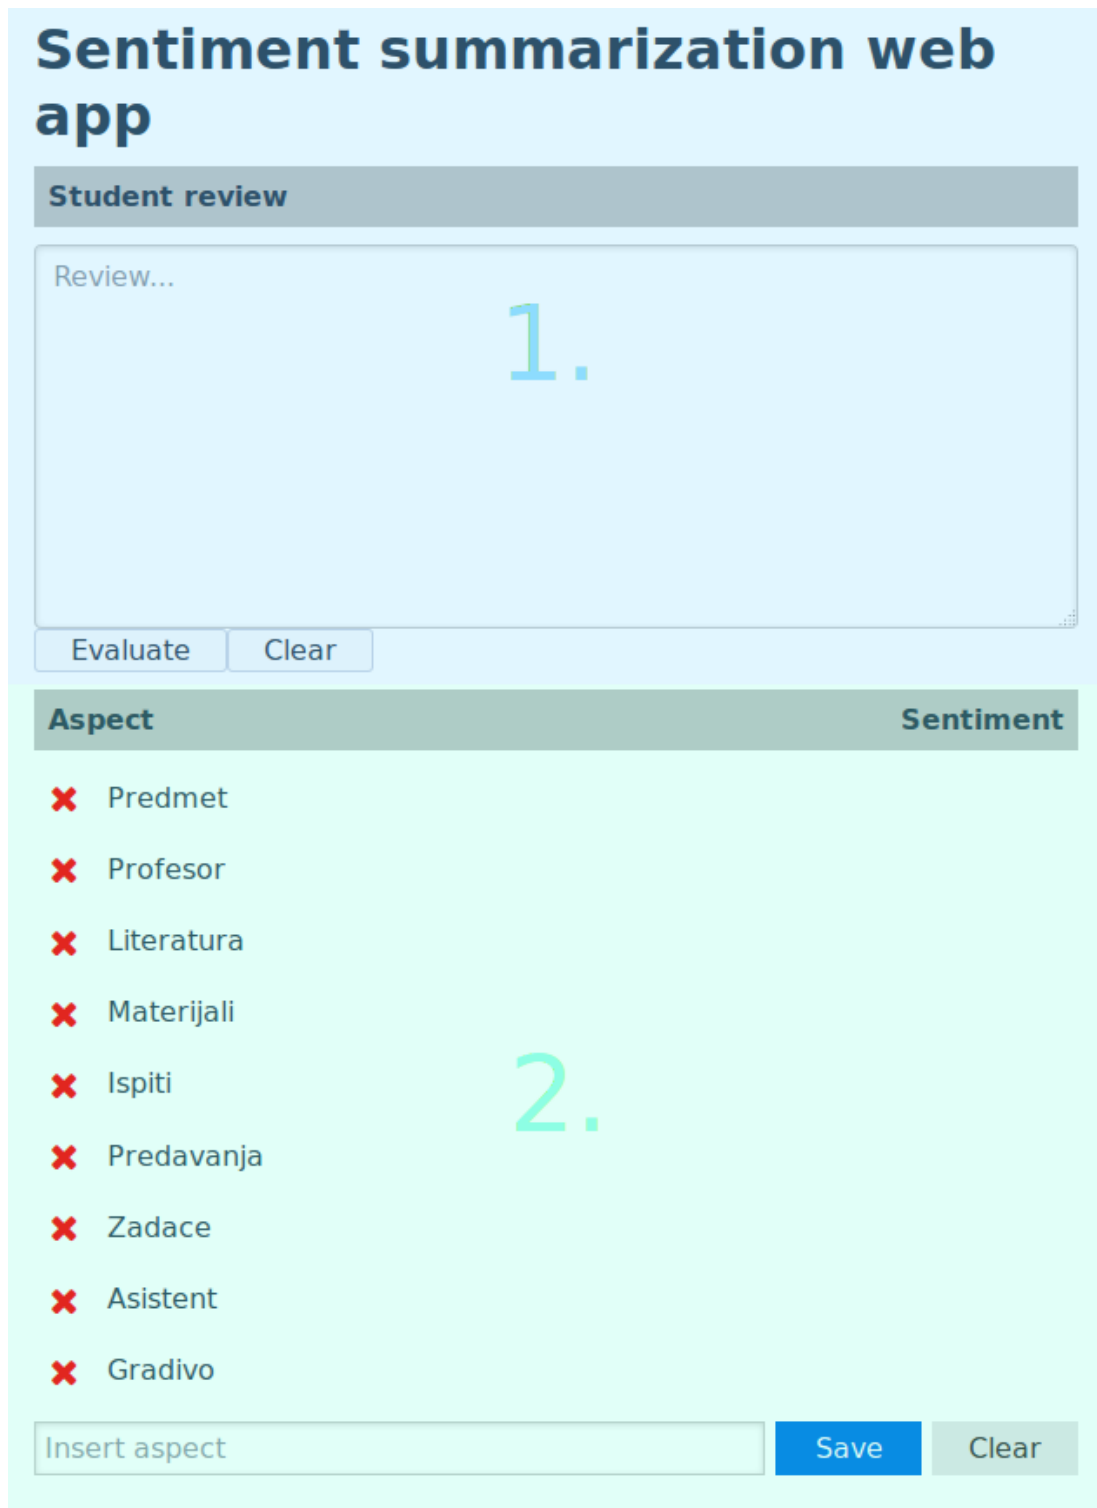 Sentiment summarization web
app
Student review
Review...
1.
Evaluate Clear
Aspect Sentiment
Predmet
Profesor
Literatura
Materijali
Ispiti
2.
Predavanja
Zadace
Asistent
Gradivo
Insert aspect Save Clear